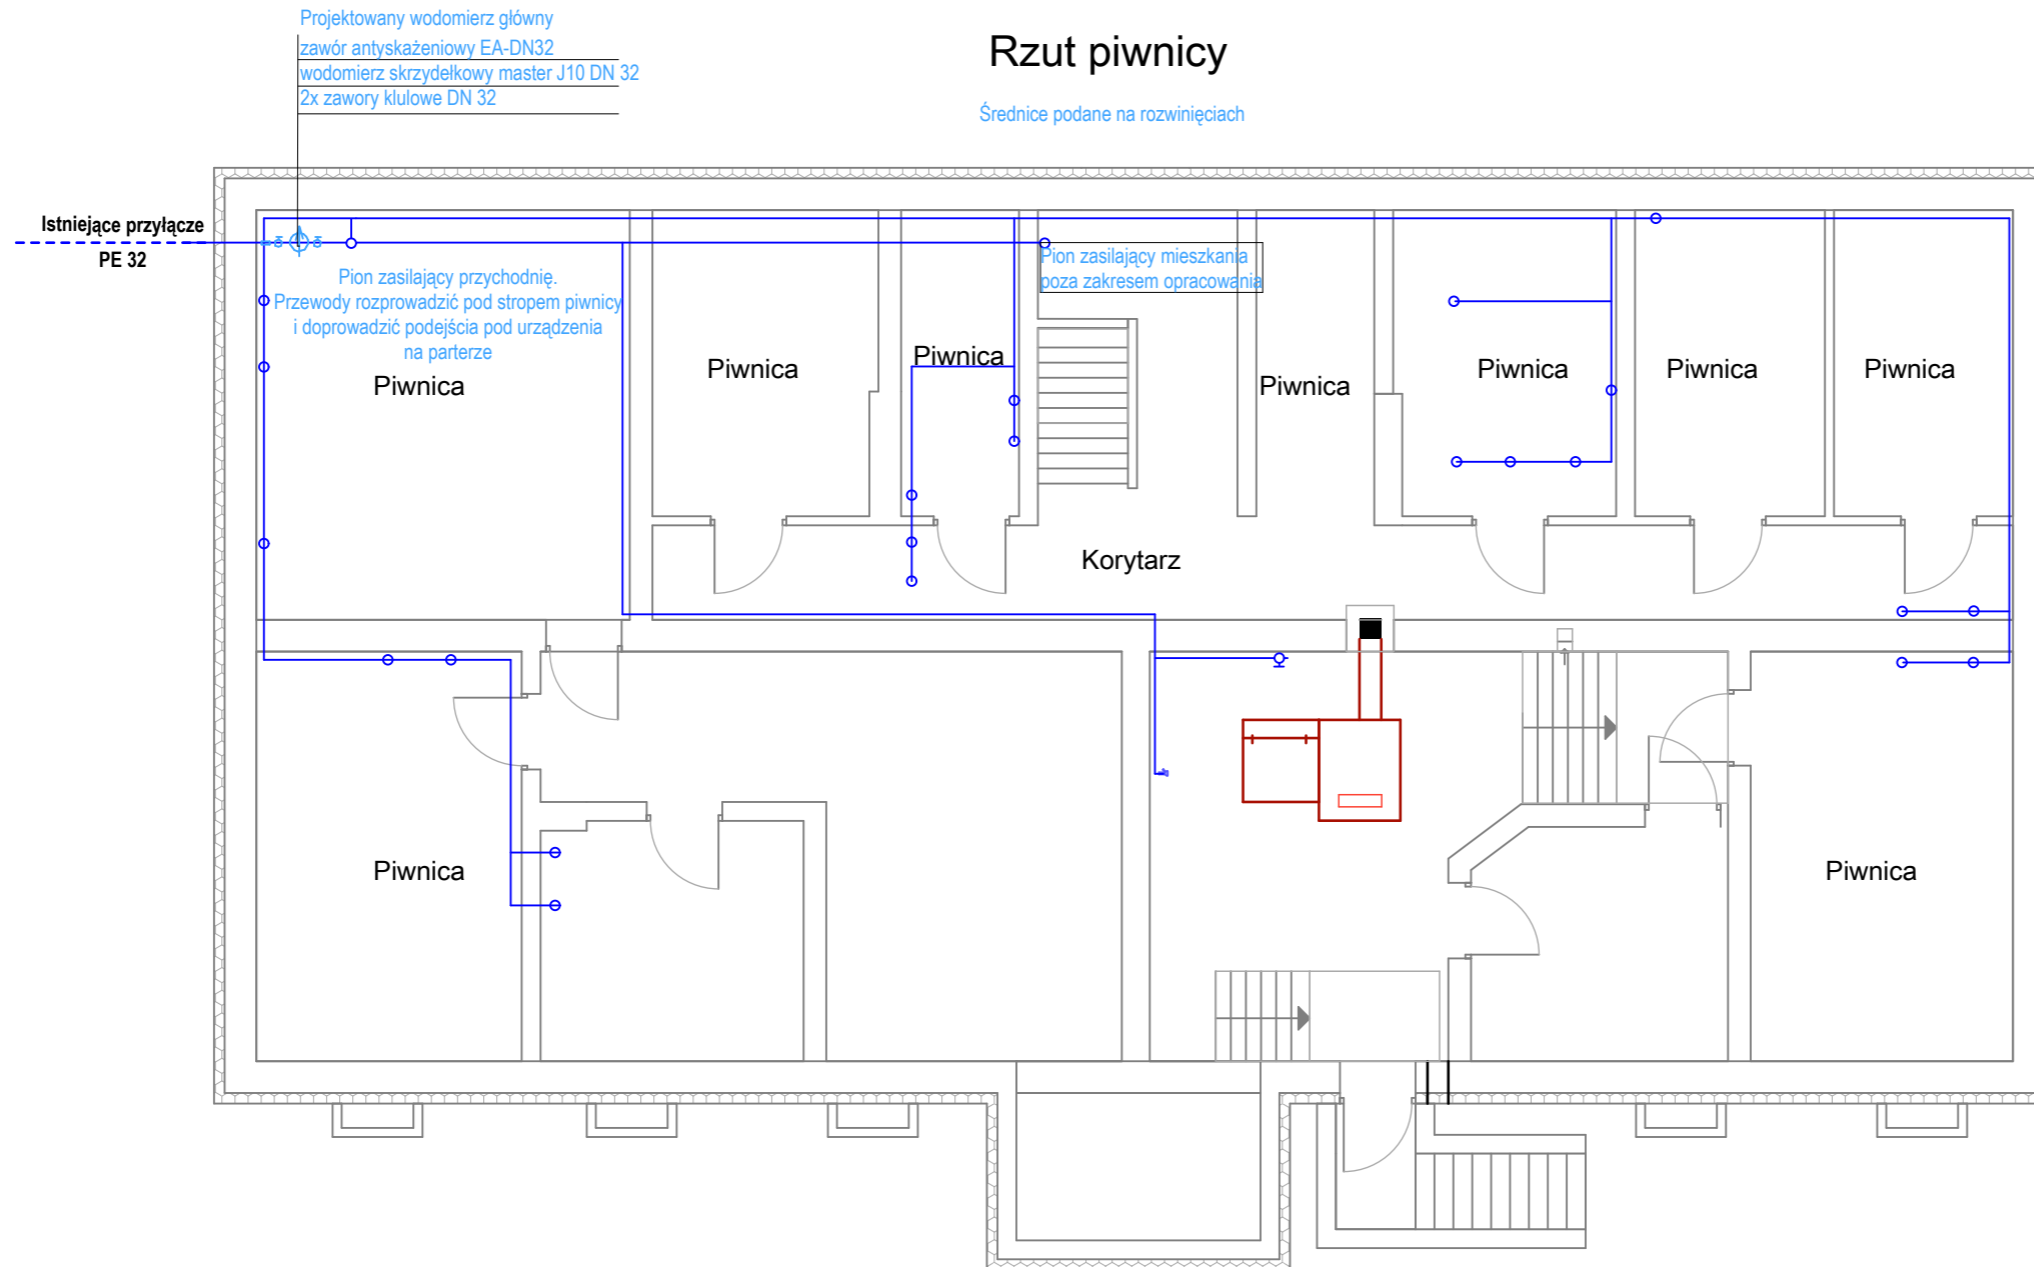 Projektowany wodomierz główny
zawór antyskażeniowy EA-DN32
wodomierz skrzydełkowy master J10 DN 32
2x zawory klulowe DN 32
Rzut piwnicy
Średnice podane na rozwinięciach
Istniejące przyłącze
PE 32
Pion zasilający przychodnię.
Przewody rozprowadzić pod stropem piwnicy
i doprowadzić podejścia pod urządzenia
na parterze
Piwnica
Pion zasilający mieszkania
poza zakresem opracowania
Piwnica
Piwnica
Piwnica
Piwnica
Piwnica
Piwnica
Korytarz
Piwnica
Piwnica